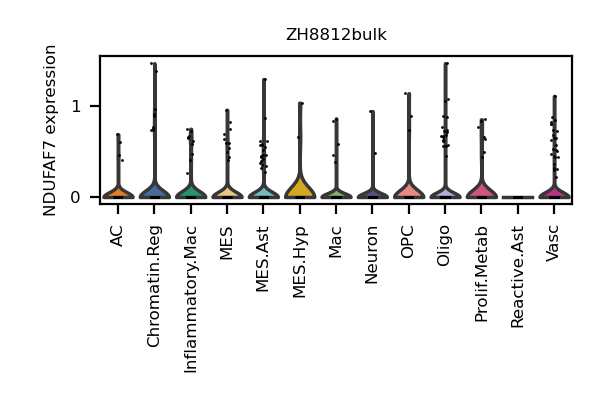 ZH8812bulk
NDUFAF7 expression
1
0
AC
Chromatin.Reg
Inflammatory.Mac
MES
MES.Ast
MES.Hyp
Mac
Neuron
OPC
Oligo
Prolif.Metab
Reactive.Ast
Vasc